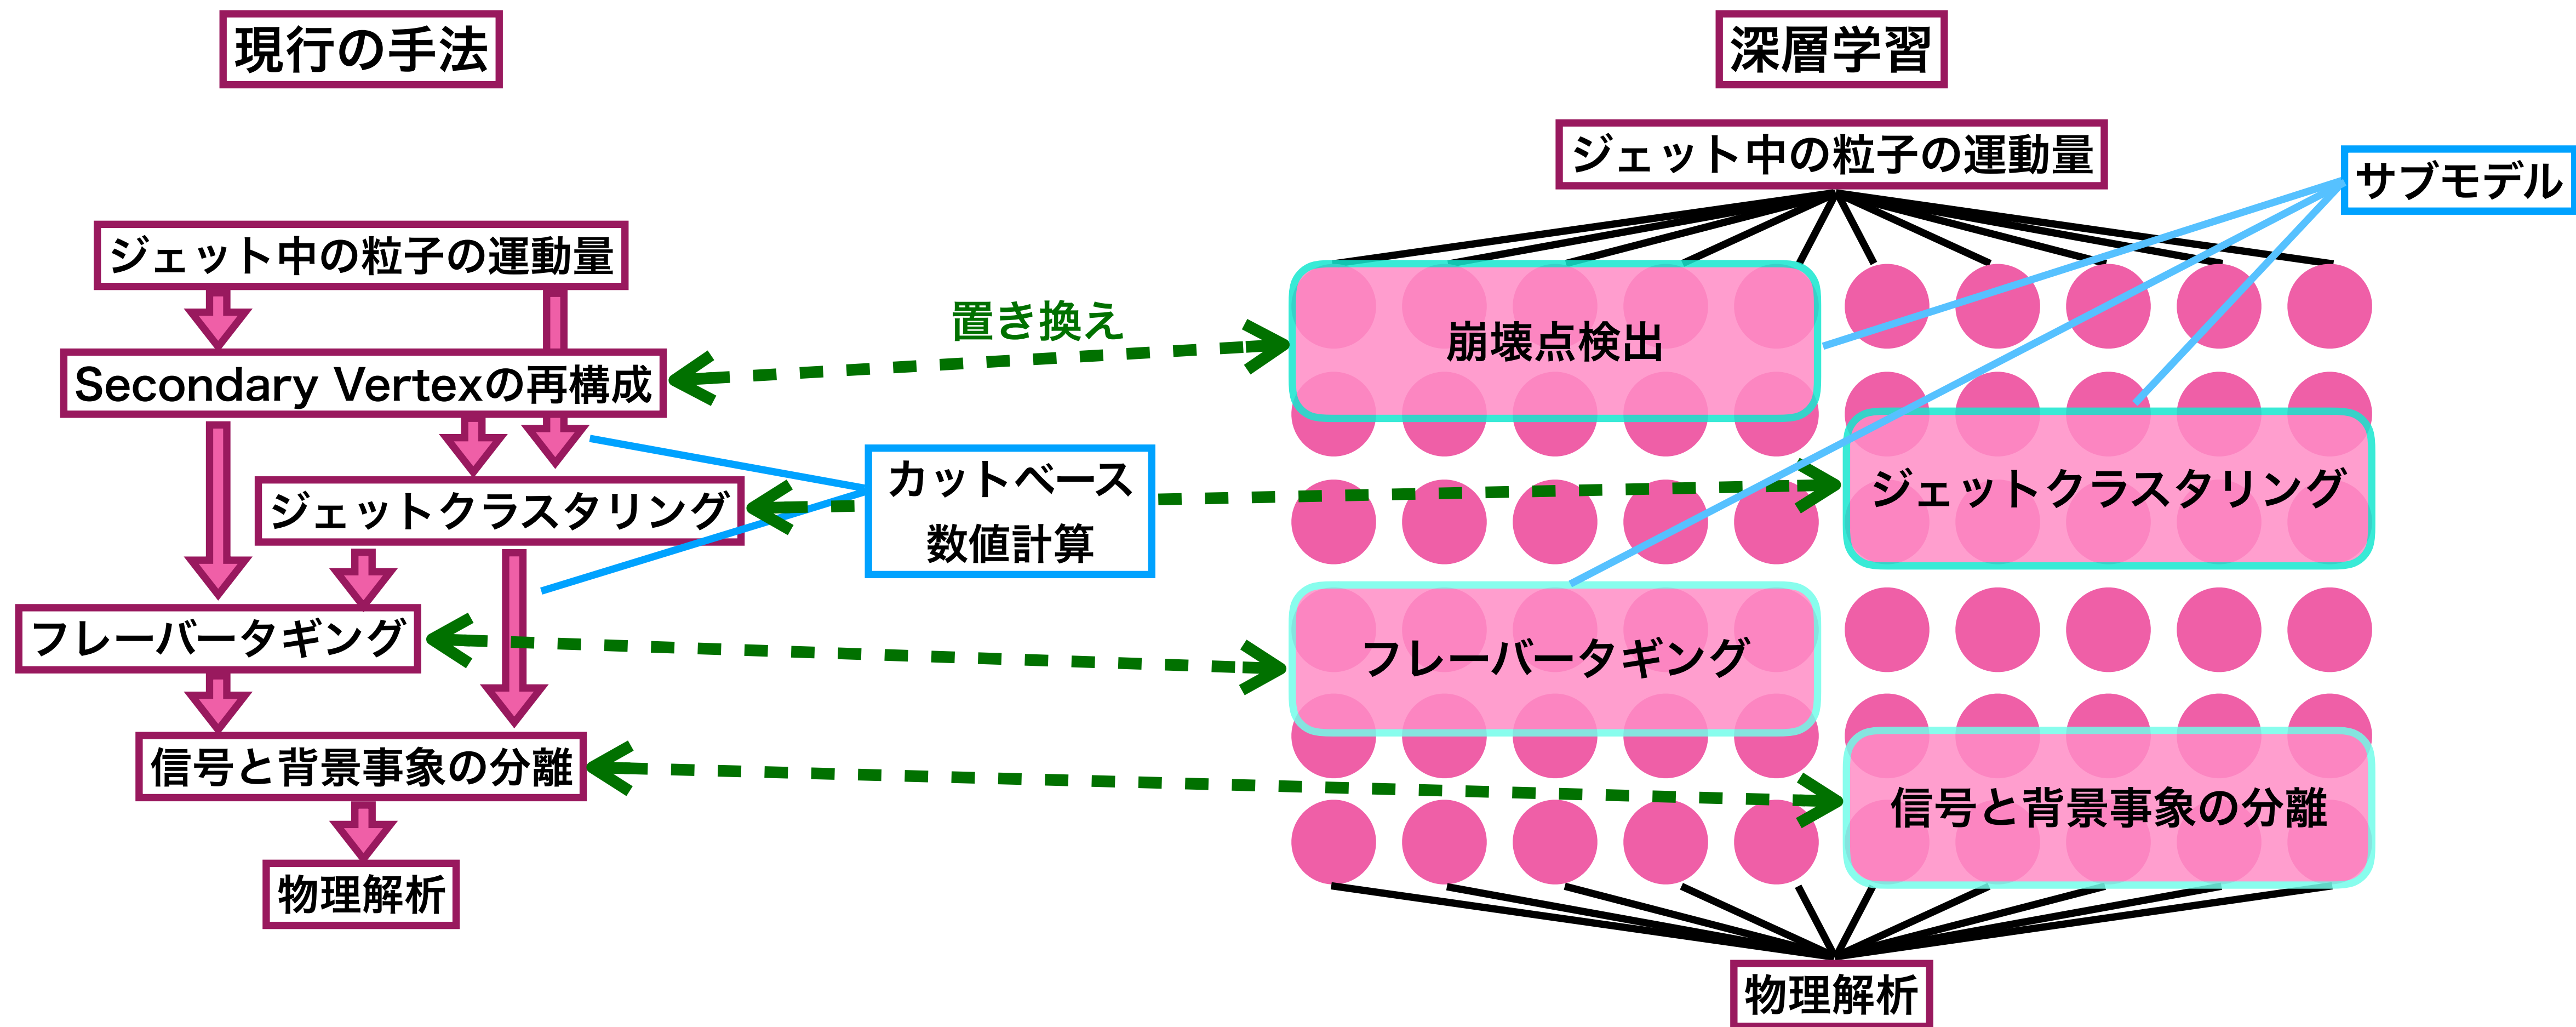 現行の手法
ジェット中の粒子の運動量
Secondary Vertexの再構成
ジェットクラスタリング
フレーバータギング
信号と背景事象の分離
物理解析
置き換え
カットベース
数値計算
深層学習
ジェット中の粒子の運動量
サブモデル
崩壊点検出
ジェットクラスタリング
フレーバータギング
信号と背景事象の分離
物理解析